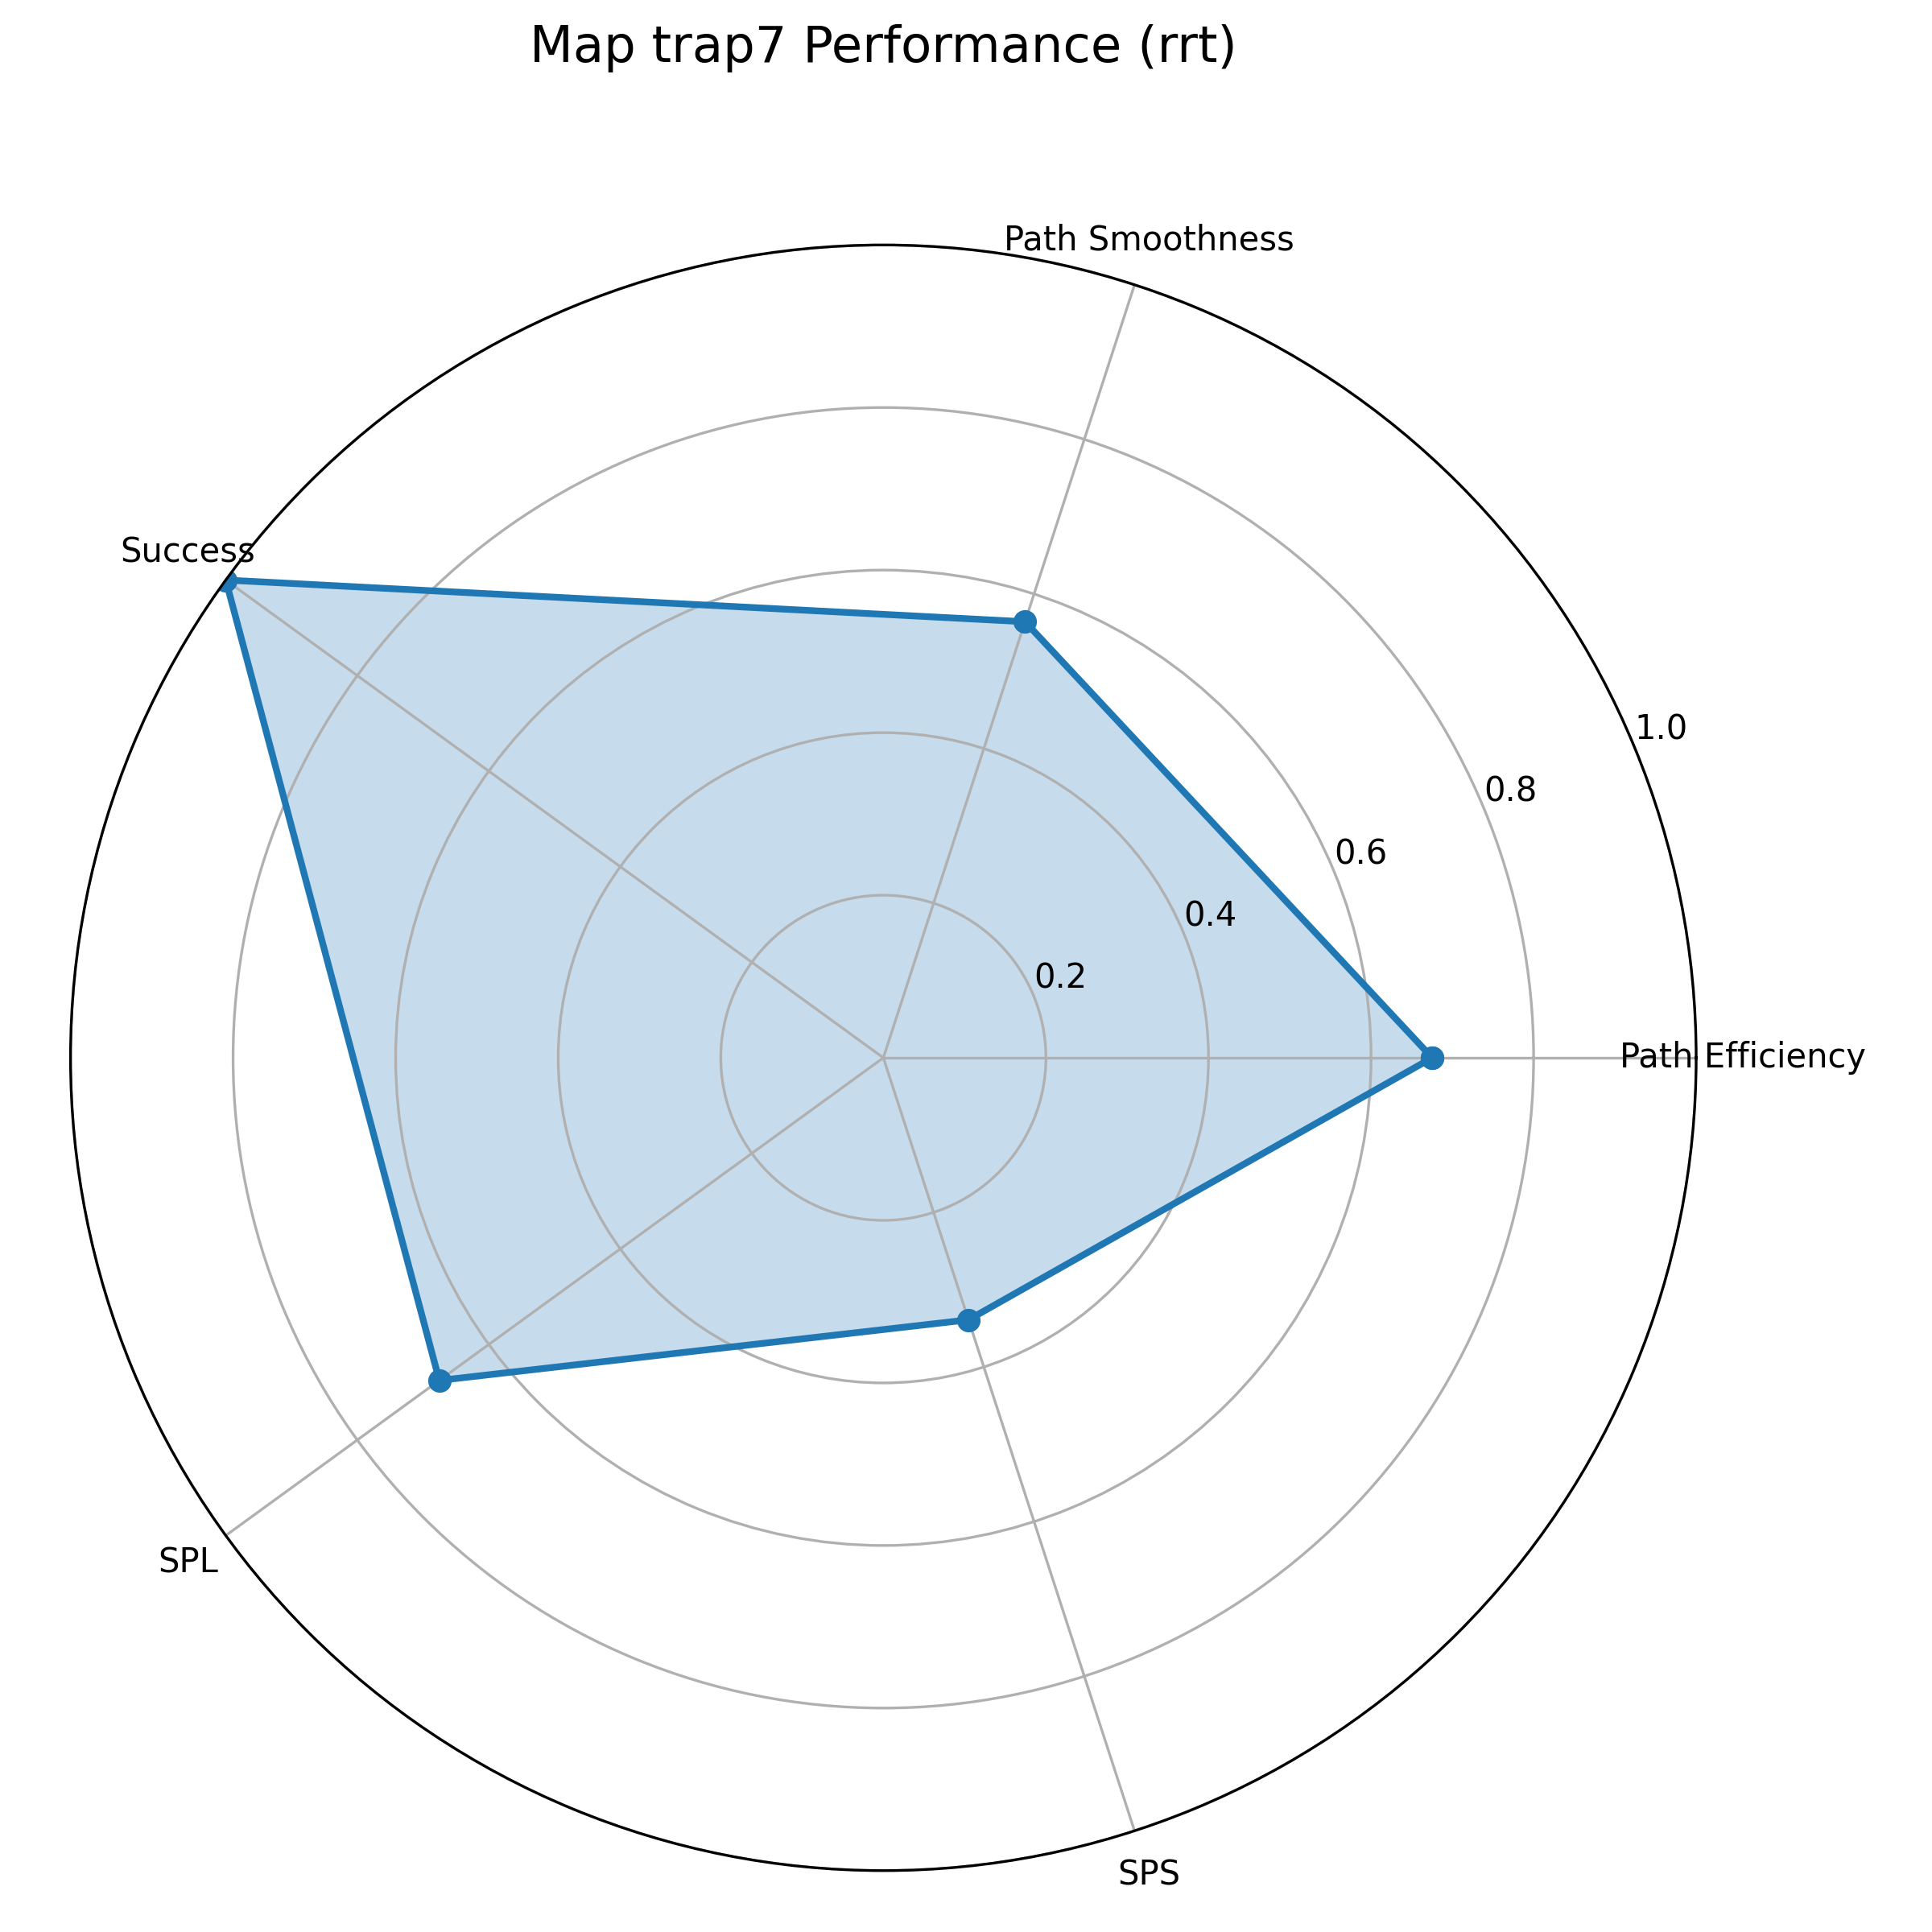 Map trap7 Performance (rrt)
Path Smoothness
Success
1.0
0.8
0.6
0.4
0.2
Path Efficiency
SPL
SPS